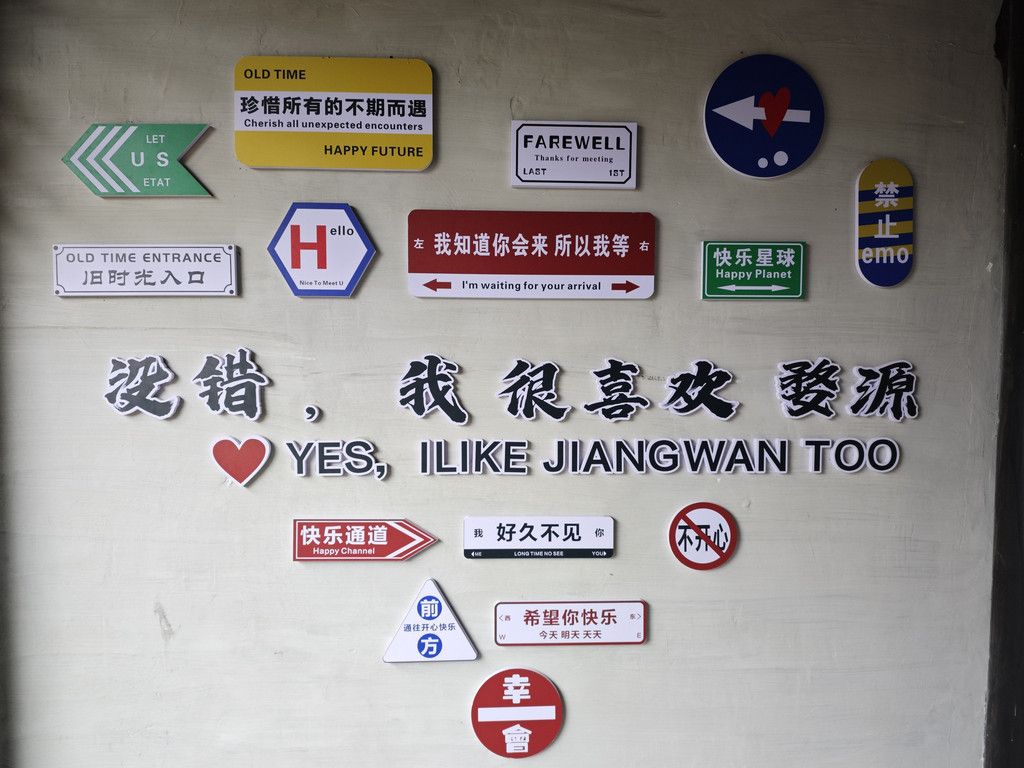 OLD TIME
珍惜所有的不期而遇
Cherish all unexpected encounters
HAPPY FUTURE
LET
US
ETAT
FAREWELL
Thanks for meeting
LAST 1ST
禁
止
emo
OLD TIME ENTRANCE
旧时光入口
Hello
Nice To Meet U
左 我知道你会来 所以我等 右
I'm waiting for your arrival
快乐星球
Happy Planet
没错，我很喜欢 婺源
YES, ILIKE JIANGWAN TOO
快乐通道
Happy Channel
我 好久不见 你
ME LONG TIME NO SEE YOU
不开心
前
通往开心快乐
方
西 希望你快乐 东
W 今天 明天 天天 E
幸
會